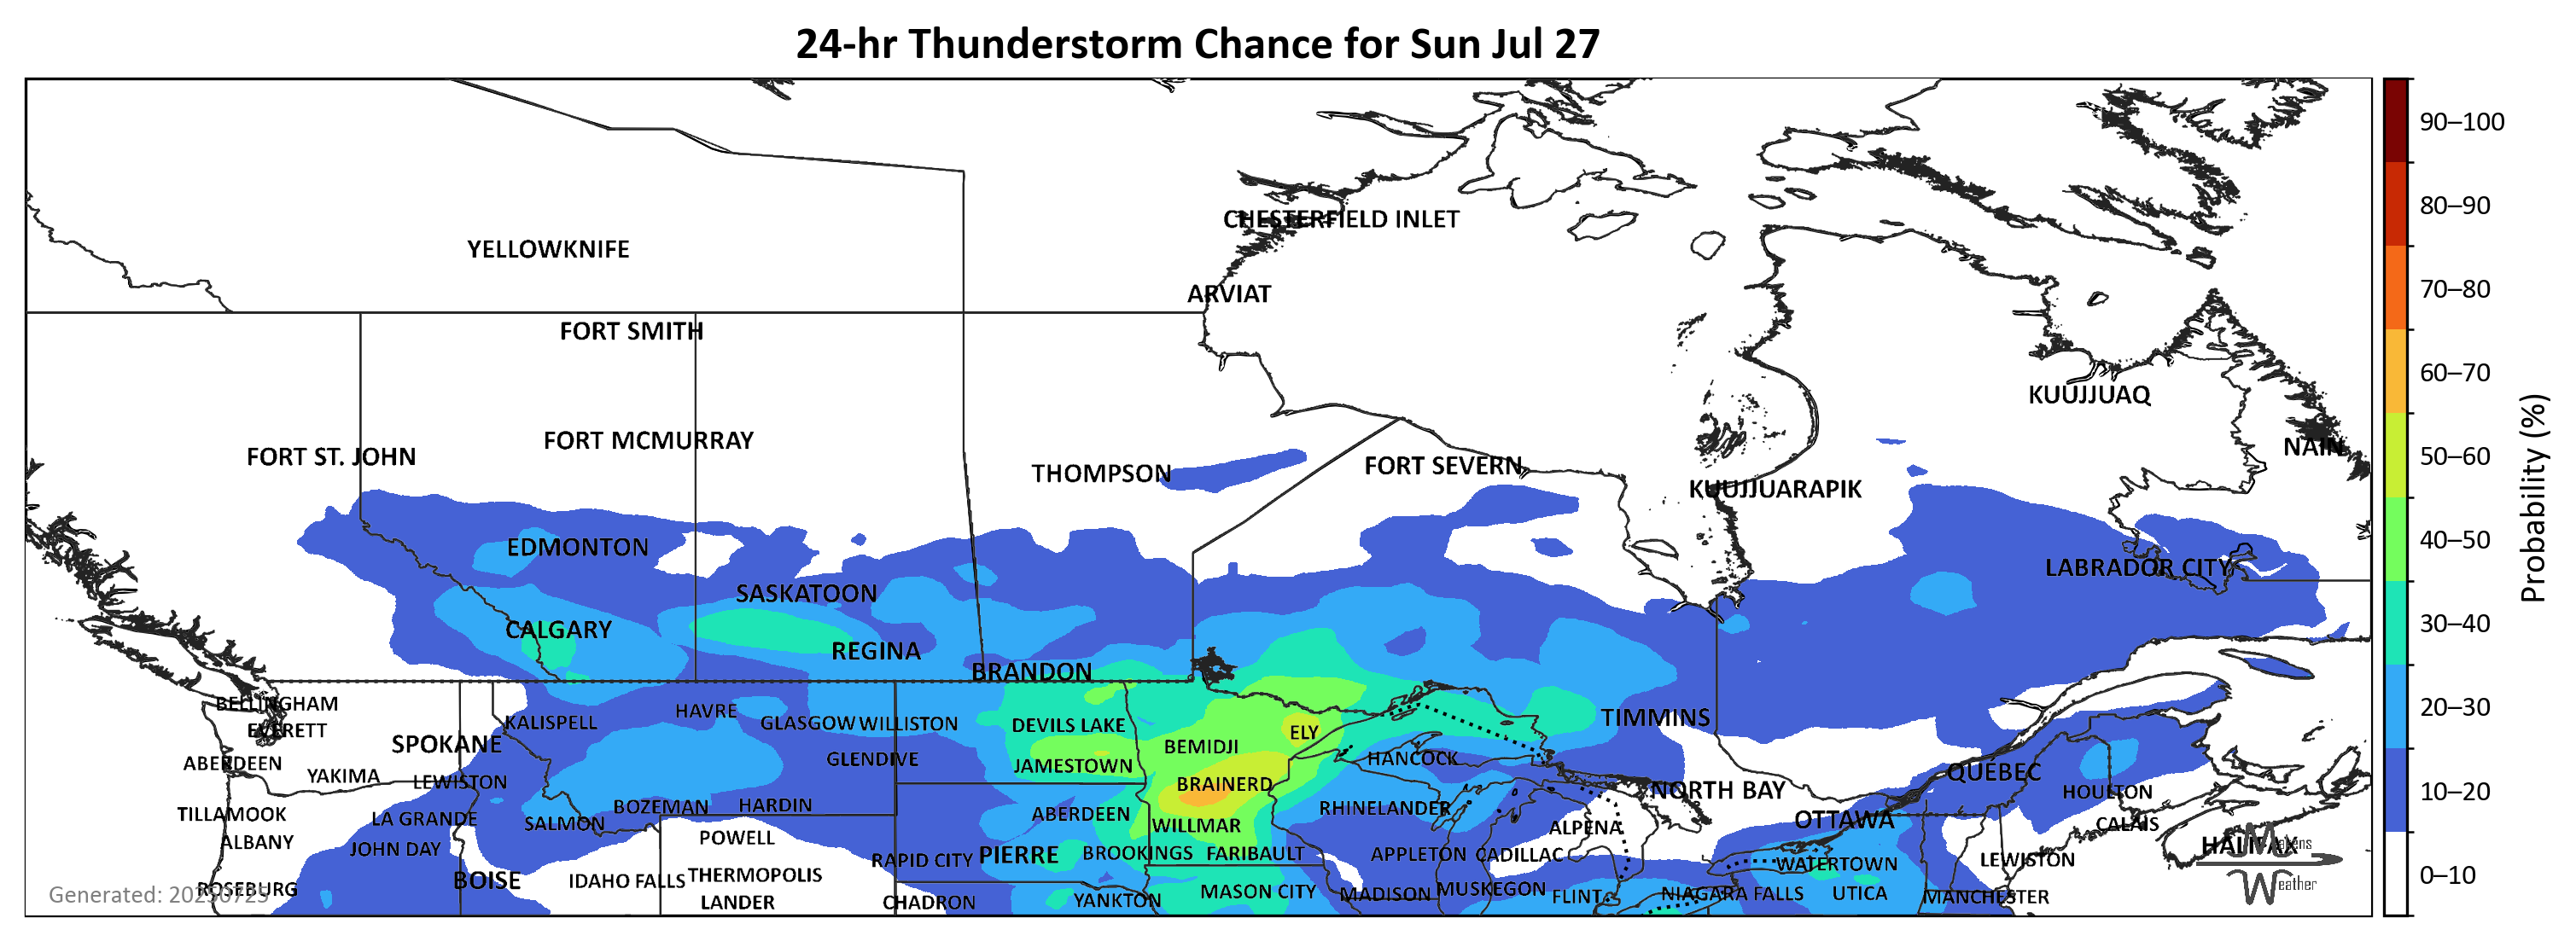 24-hr Thunderstorm Chance for Sun Jul 27
90–100
80–90
CHESTERFIELD INLET
YELLOWKNIFE
70–80
ARVIAT
FORT SMITH
60–70
KUUJJUAQ
FORT MCMURRAY
NAIN
FORT ST. JOHN
50–60
THOMPSON
FORT SEVERN
KUUJJUARAPIK
Probability (%)
EDMONTON
40–50
LABRADOR CITY
SASKATOON
CALGARY
30–40
REGINA
BRANDON
BELLINGHAM
20–30
HAVRE
TIMMINS
KALISPELL
GLASGOW
WILLISTON
DEVILS LAKE
EVERETT
ELY
SPOKANE
BEMIDJI
ABERDEEN
GLENDIVE
JAMESTOWN
HANCOCK
QUEBEC
YAKIMA
LEWISTON
BRAINERD
NORTH BAY
HOULTON
10–20
TILLAMOOK
LA GRANDE
SALMON
BOZEMAN
HARDIN
ABERDEEN
RHINELANDER
OTTAWA
CALAIS
ALBANY
JOHN DAY
POWELL
WILLMAR
ALPENA
HALIFAX
Matens
RAPID CITY
PIERRE
BROOKINGS
FARIBAULT
APPLETON
CADILLAC
WATERTOWN
LEWISTON
BOISE
IDAHO FALLS
THERMOPOLIS
0–10
Weather
ROSEBURG
Generated: 20250725
LANDER
CHADRON
YANKTON
MASON CITY
MADISON
MUSKEGON
FLINT
NIAGARA FALLS
UTICA
MANCHESTER